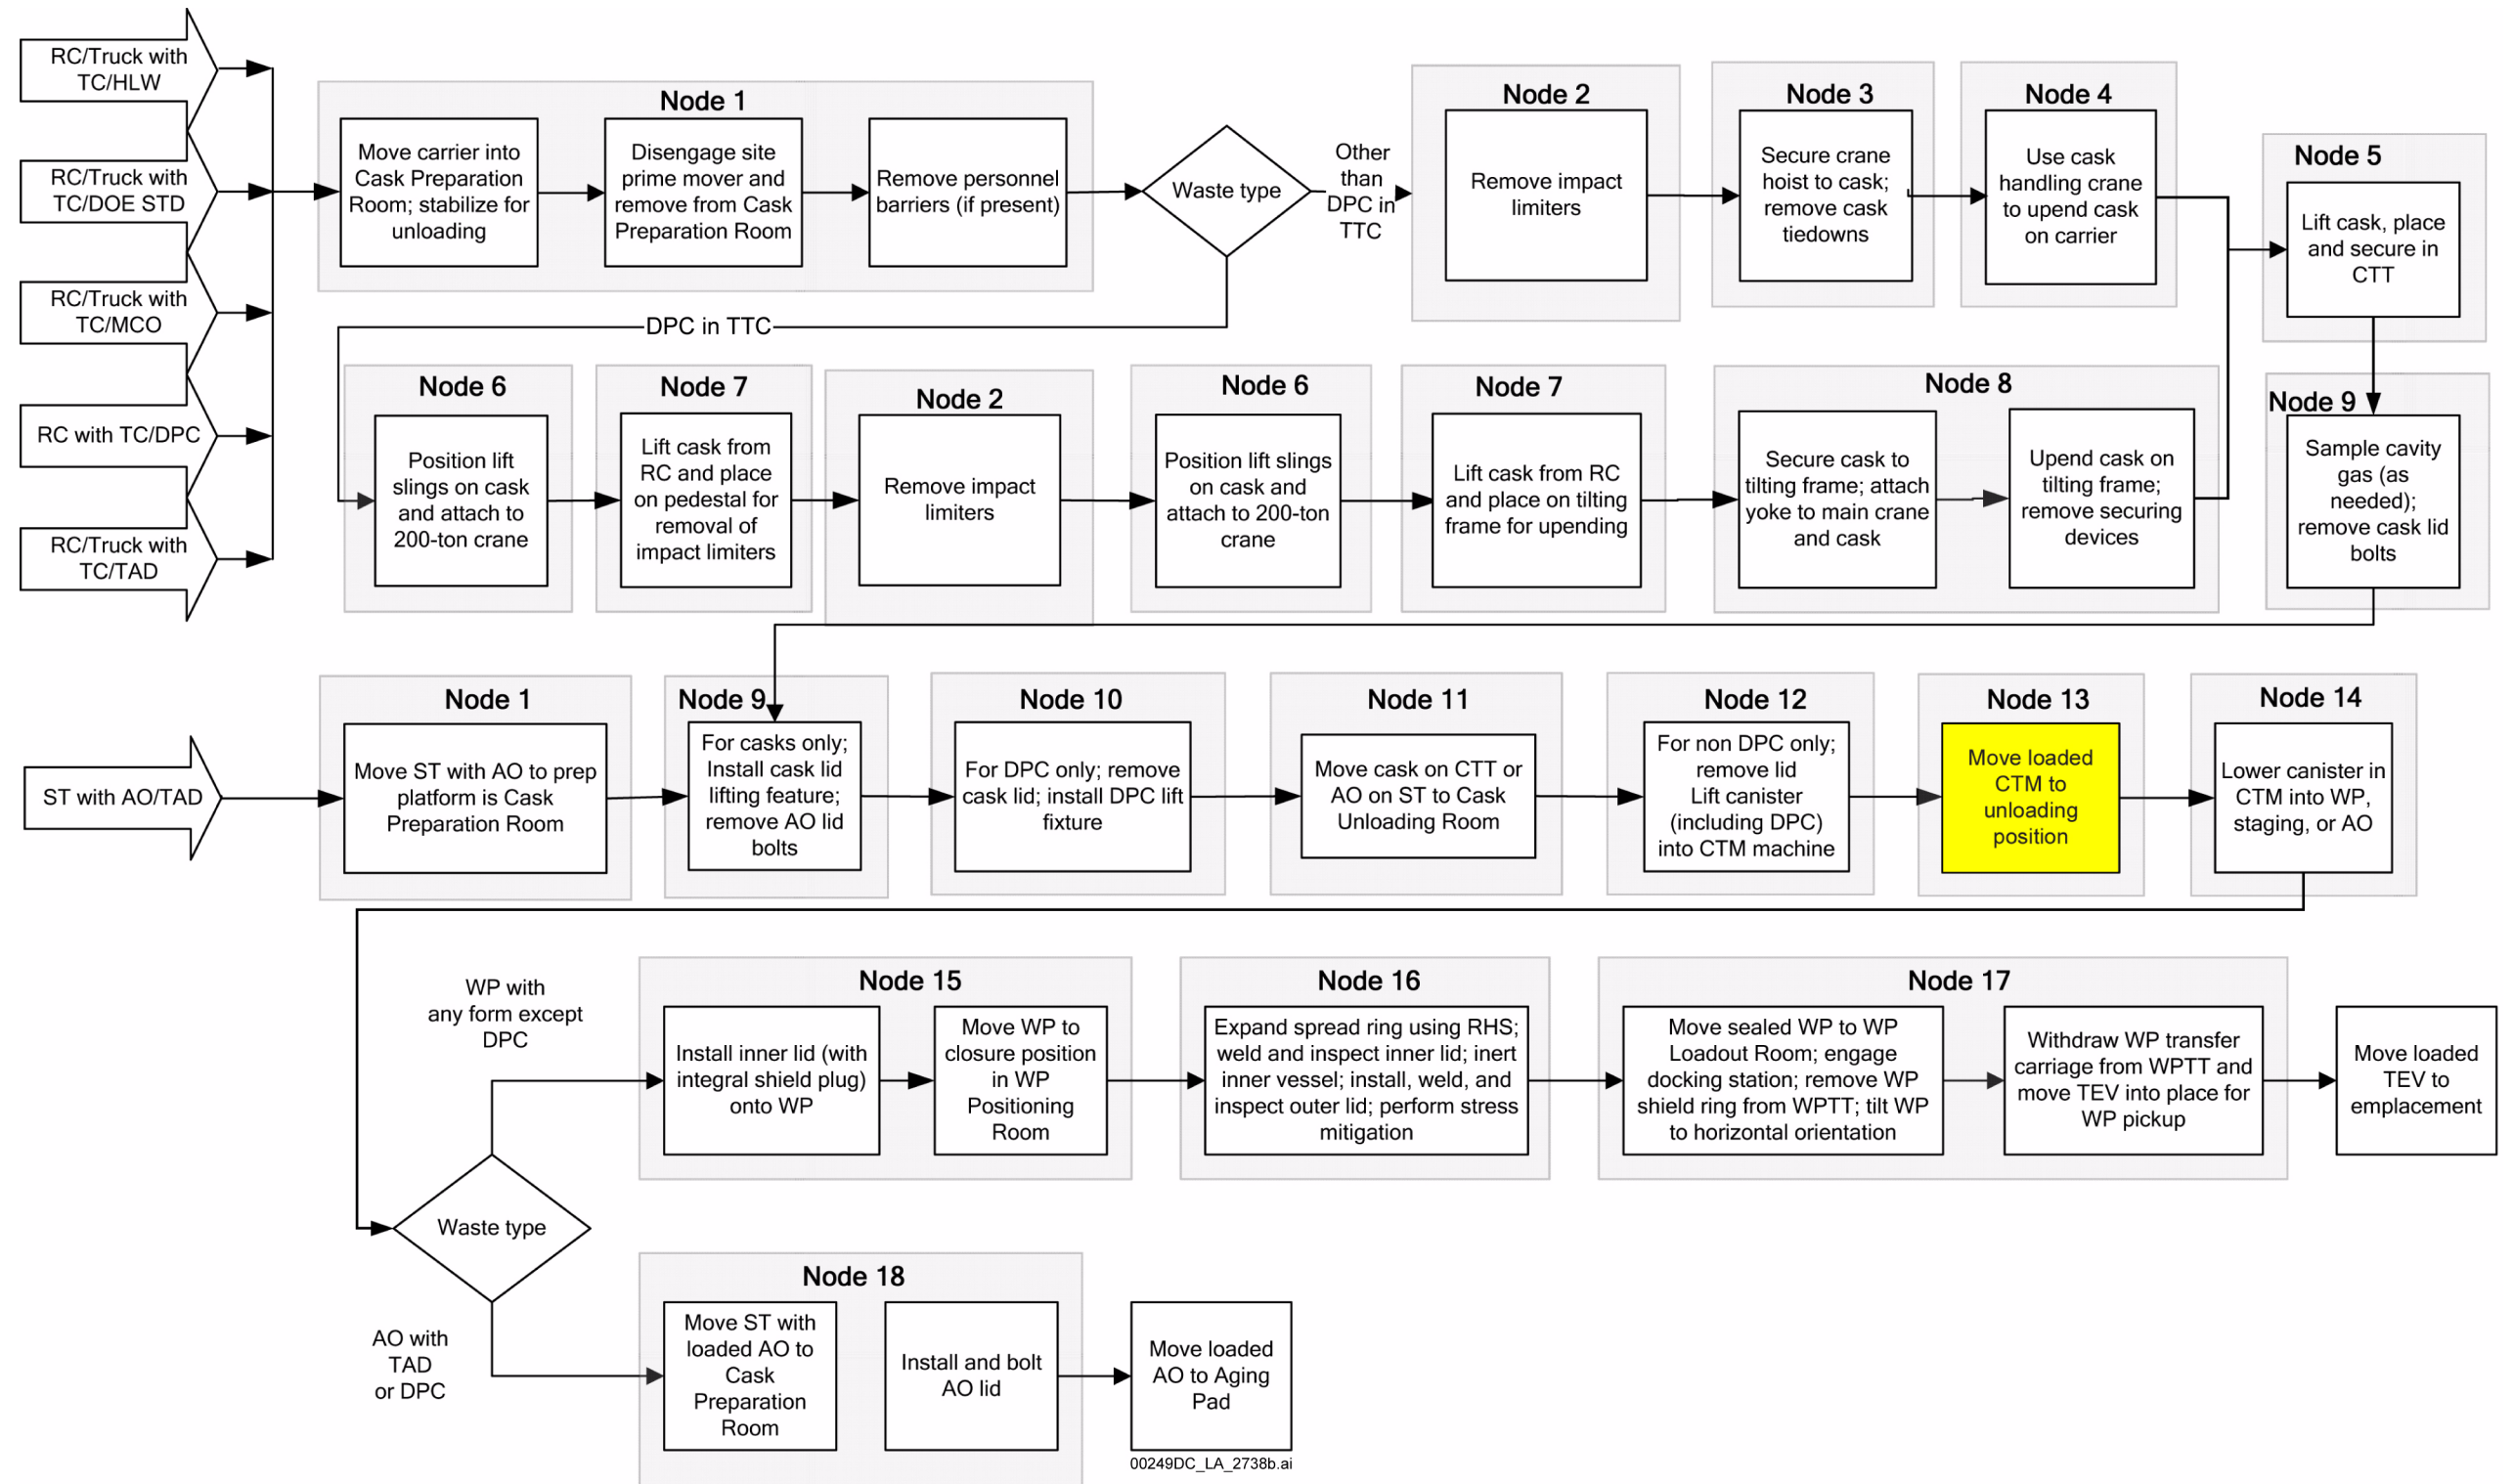 RC/Truck with
TC/HLW
RC/Truck with
TC/DOE STD
RC/Truck with
TC/MCO
RC with TC/DPC
RC/Truck with
TC/TAD
Node 1
Move carrier into
Cask Preparation
Room; stabilize for
unloading
Disengage site
prime mover and
remove from Cask
Preparation Room
Remove personnel
barriers (if present)
Waste type
Other
than
DPC in
TTC
Node 2
Remove impact
limiters
Node 3
Secure crane
hoist to cask;
remove cask
tiedowns
Node 4
Use cask
handling crane
to upend cask
on carrier
Node 5
Lift cask, place
and secure in
CTT
DPC in TTC
Node 6
Position lift
slings on cask
and attach to
200-ton crane
Node 7
Lift cask from
RC and place
on pedestal for
removal of
impact limiters
Node 2
Remove impact
limiters
Node 6
Position lift slings
on cask and
attach to 200-ton
crane
Node 7
Lift cask from RC
and place on tilting
frame for upending
Node 8
Secure cask to
tilting frame; attach
yoke to main crane
and cask
Upend cask on
tilting frame;
remove securing
devices
Node 9
Sample cavity
gas (as
needed);
remove cask lid
bolts
ST with AO/TAD
Node 1
Move ST with AO to prep
platform is Cask
Preparation Room
Node 9
For casks only;
Install cask lid
lifting feature;
remove AO lid
bolts
Node 10
For DPC only; remove
cask lid; install DPC lift
fixture
Node 11
Move cask on CTT or
AO on ST to Cask
Unloading Room
Node 12
For non DPC only;
remove lid
Lift canister
(including DPC)
into CTM machine
Node 13
Move loaded
CTM to
unloading
position
Node 14
Lower canister in
CTM into WP,
staging, or AO
Waste type
WP with
any form except
DPC
Node 15
Install inner lid (with
integral shield plug)
onto WP
Move WP to
closure position
in WP
Positioning
Room
Node 16
Expand spread ring using RHS;
weld and inspect inner lid; inert
inner vessel; install, weld, and
inspect outer lid; perform stress
mitigation
Node 17
Move sealed WP to WP
Loadout Room; engage
docking station; remove WP
shield ring from WPTT; tilt WP
to horizontal orientation
Withdraw WP transfer
carriage from WPTT and
move TEV into place for
WP pickup
Move loaded
TEV to
emplacement
AO with
TAD
or DPC
Node 18
Move ST with
loaded AO to
Cask
Preparation
Room
Install and bolt
AO lid
Move loaded
AO to Aging
Pad
00249DC_LA_2738b.ai